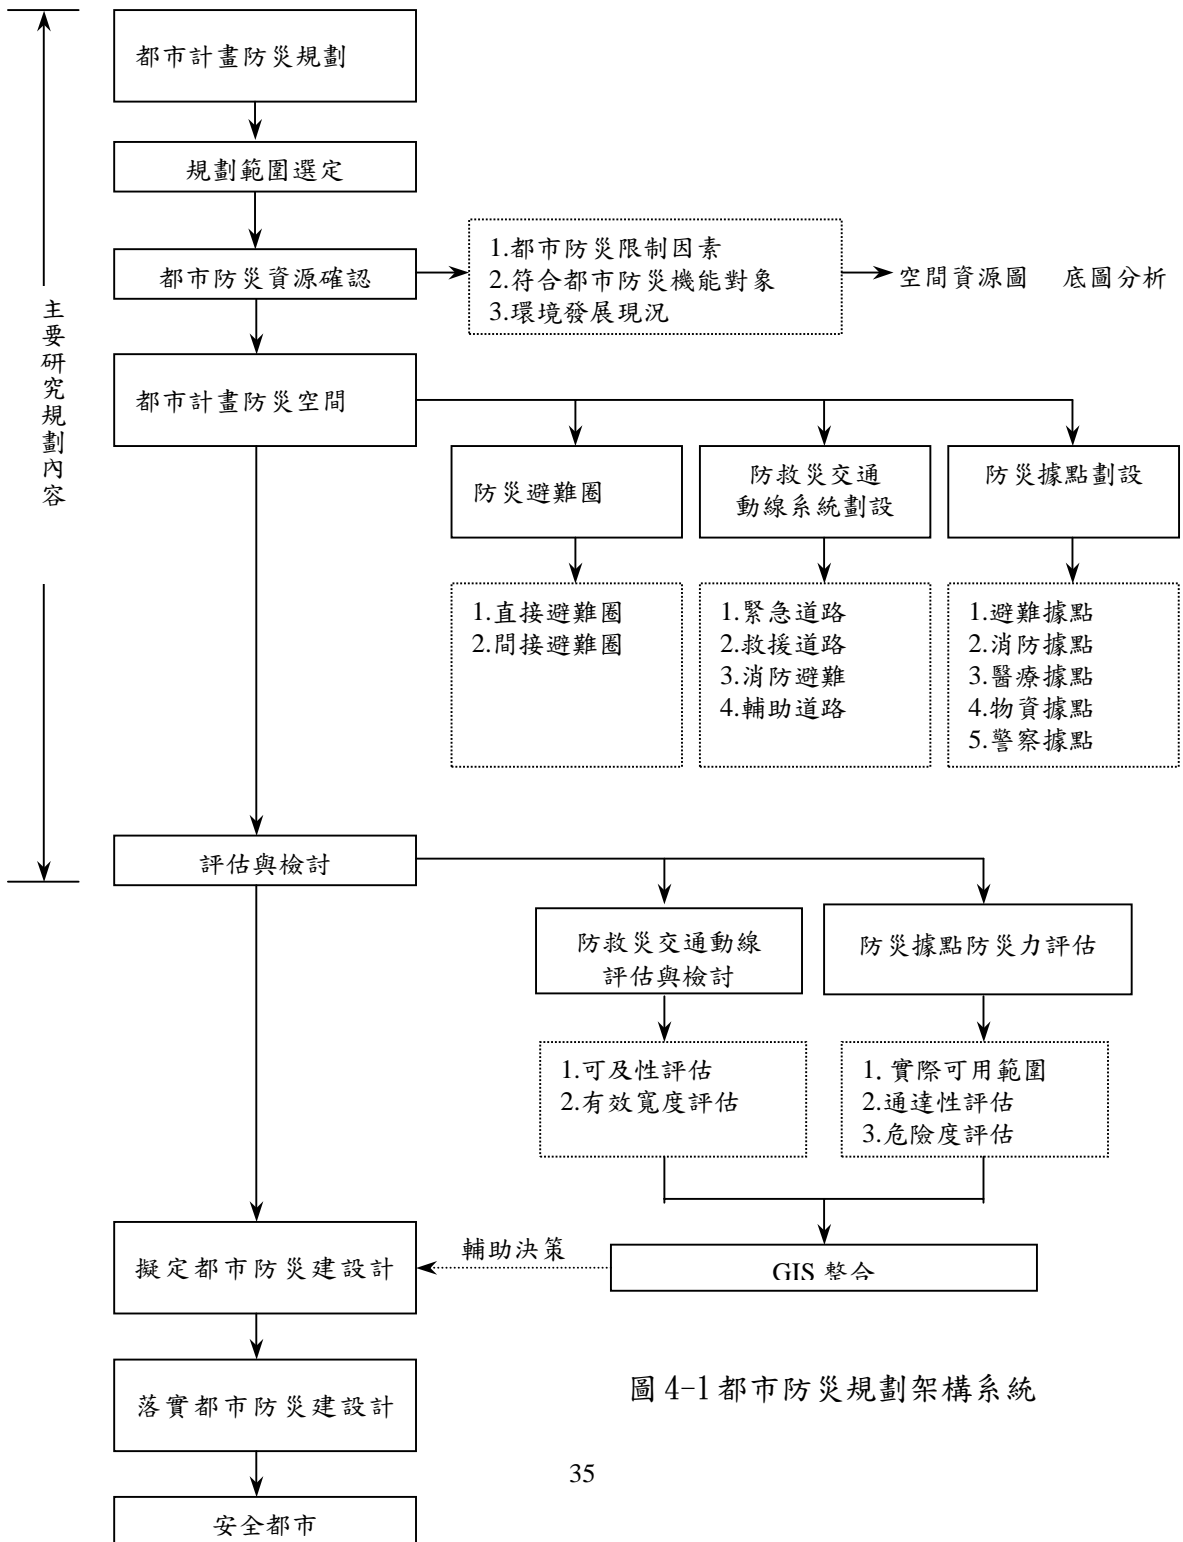 都市計畫防災規劃
規劃範圍選定
都市防災資源確認
1.都市防災限制因素
2.符合都市防災機能對象
3.環境發展現況
空間資源圖　底圖分析
主要研究規劃內容
都市計畫防災空間
防災避難圈
防救災交通
動線系統劃設
防災據點劃設
1.直接避難圈
2.間接避難圈
1.緊急道路
2.救援道路
3.消防避難
4.輔助道路
1.避難據點
2.消防據點
3.醫療據點
4.物資據點
5.警察據點
評估與檢討
防救災交通動線
評估與檢討
防災據點防災力評估
1.可及性評估
2.有效寬度評估
1. 實際可用範圍
2.通達性評估
3.危險度評估
擬定都市防災建設計
輔助決策
GIS 整合
落實都市防災建設計
圖 4-1 都市防災規劃架構系統
35
安全都市